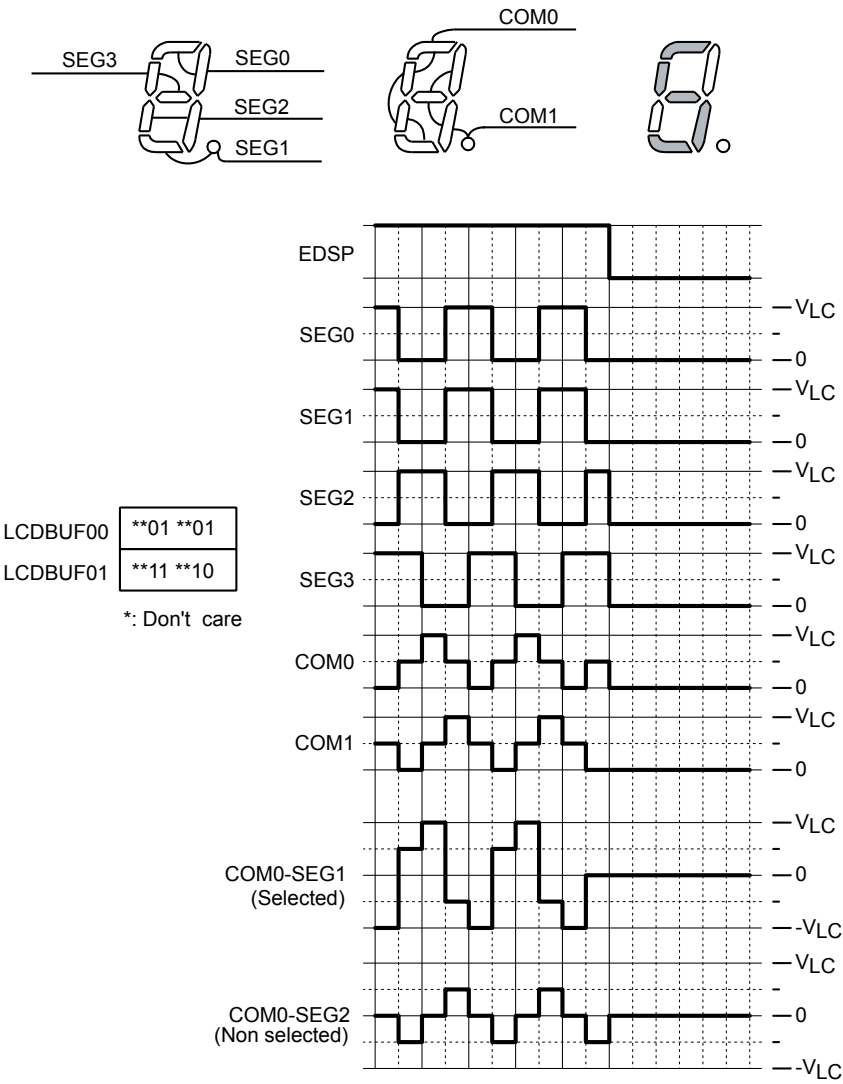 COM0
SEG3
SEG0
SEG2
COM1
SEG1
EDSP
VLC
SEG0
-
0
VLC
SEG1
-
0
VLC
SEG2
-
0
LCDBUF00 **01 **01
LCDBUF01 **11 **10
*: Don't care
VLC
SEG3
-
0
VLC
COM0
-
0
VLC
COM1
-
0
VLC
-
COM0-SEG1
(Selected)
0
-
-VLC
VLC
-
COM0-SEG2
(Non selected)
0
-
-VLC